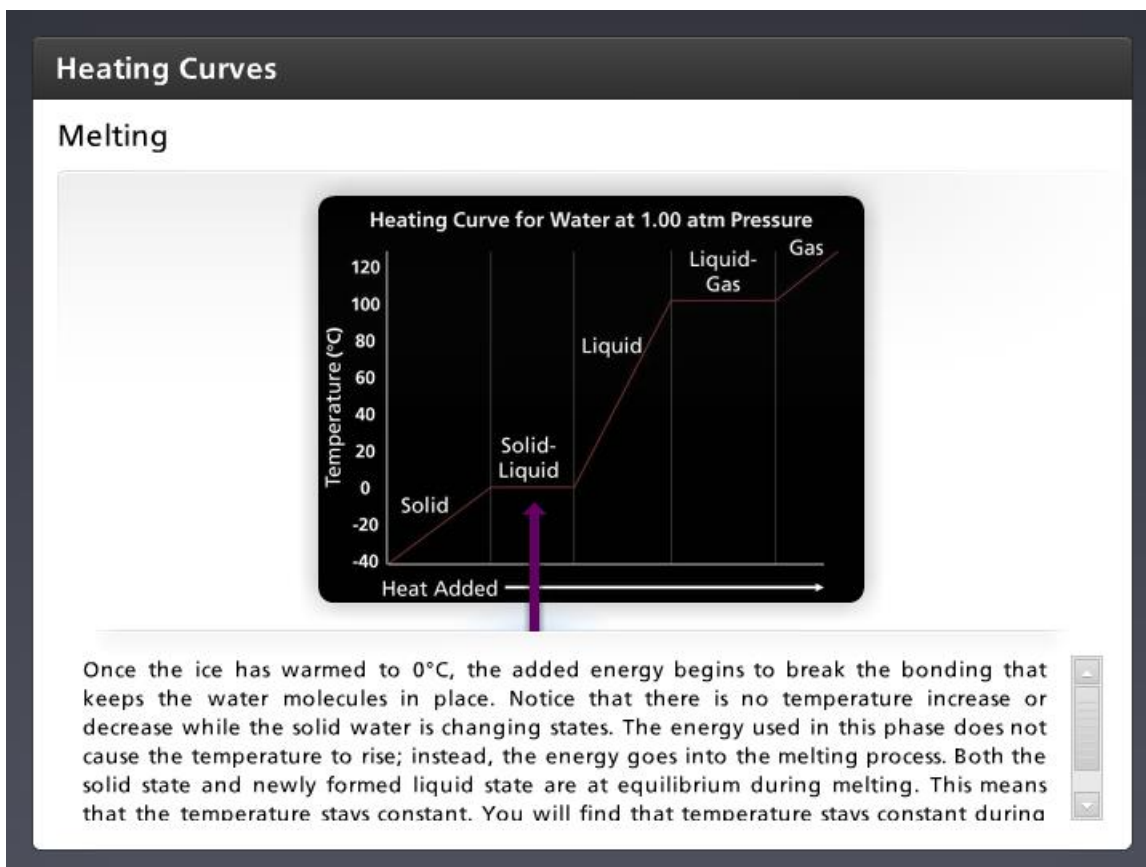 Heating Curves
Melting
Heating Curve for Water at 1.00 atm Pressure
Temperature (°C)
120
100
80
60
40
20
0
-20
-40
Solid
Solid-
Liquid
Liquid
Liquid-
Gas
Gas
Heat Added
Once the ice has warmed to 0°C, the added energy begins to break the bonding that
keeps the water molecules in place. Notice that there is no temperature increase or
decrease while the solid water is changing states. The energy used in this phase does not
cause the temperature to rise; instead, the energy goes into the melting process. Both the
solid state and newly formed liquid state are at equilibrium during melting. This means
that the temperature stays constant. You will find that temperature stays constant during